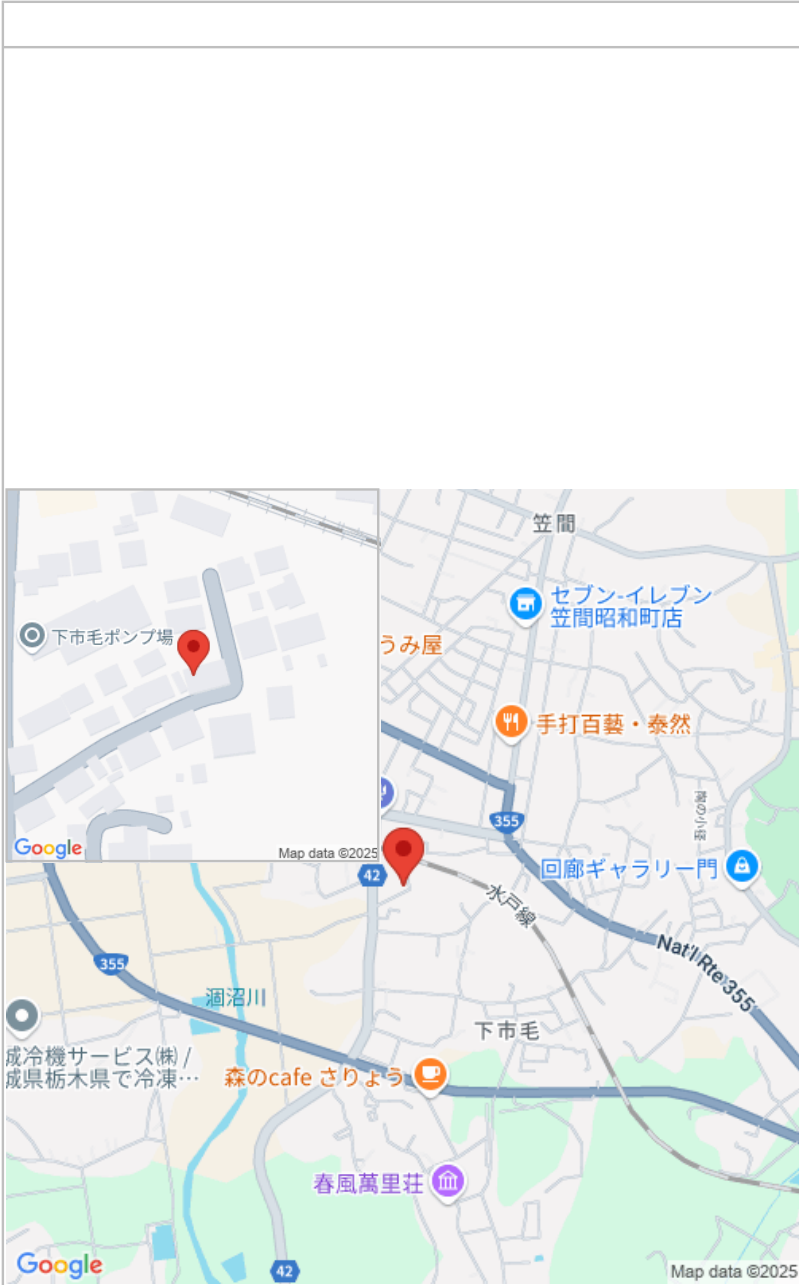 下市毛ポンプ場
Google
Map data ©2025
笠間
セブン-イレブン
笠間昭和町店
うみ屋
手打百藝・泰然
陶の小径
355
回廊ギャラリー門
42
水戸線
Nat'l Rte 355
355
涸沼川
下市毛
成冷機サービス㈱ /
成県栃木県で冷凍…
森のcafe さりょう
春風萬里荘
Google
42
Map data ©2025